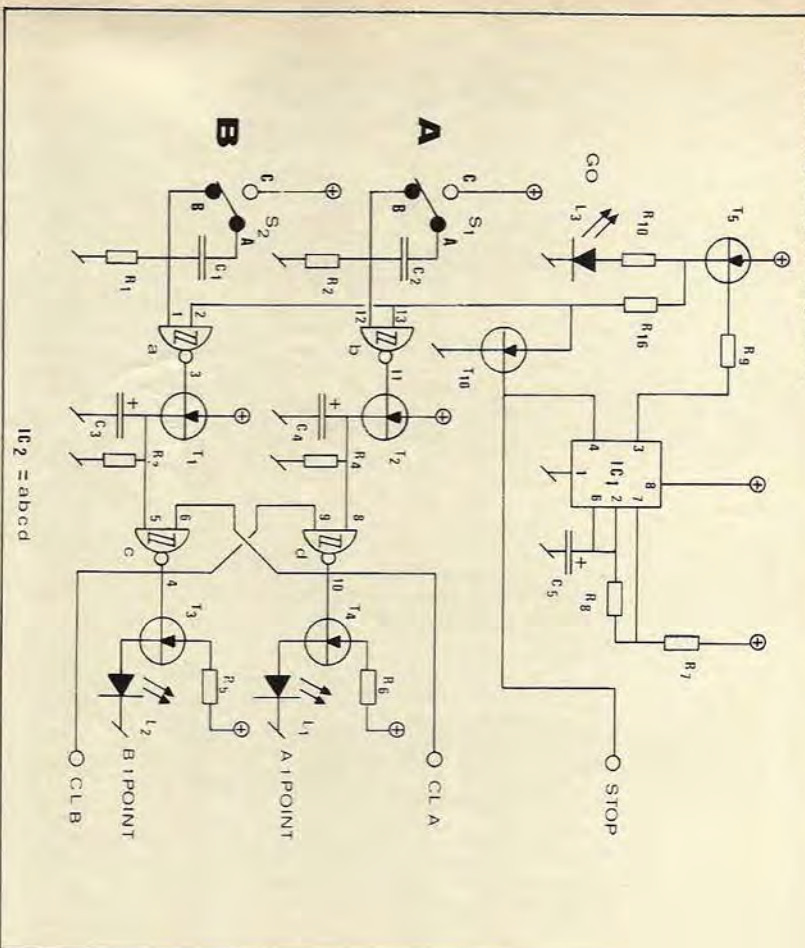 T5
R9
8
3
7
IC1
2
1
6
4
R7
R8
C5
+
STOP
GO
L3
R10
R16
T10
A
C
S1
A
B
C2
R2
13
12
b
11
T2
C4
+
R4
8
9
d
10
T4
R6
L1
A 1 POINT
CL A
B
C
S2
A
B
C1
R1
2
1
a
3
T1
C3
+
6
5
c
4
T3
R5
L2
B 1 POINT
CL B
IC2 = abcd